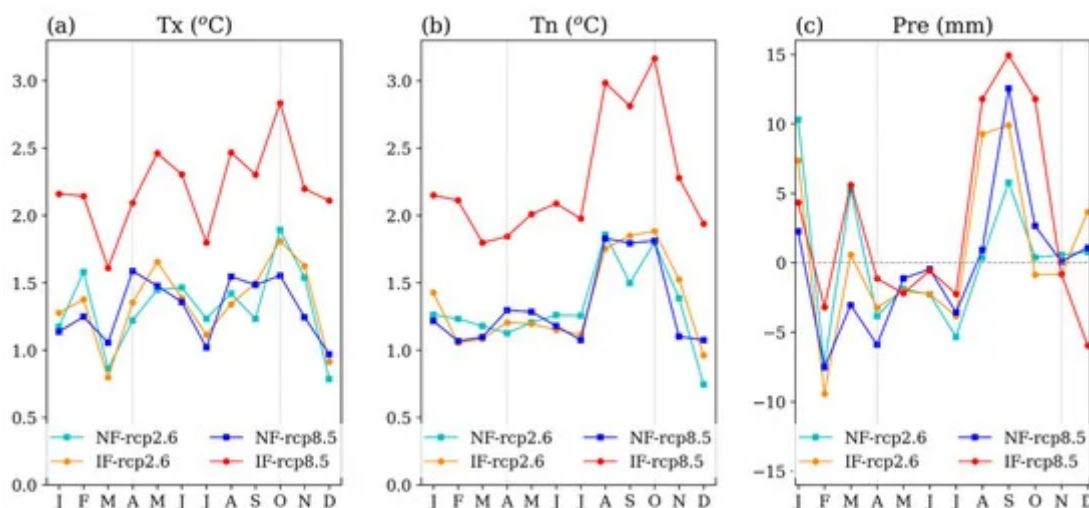 (a) Tx (°C)
3.0
2.5
2.0
1.5
1.0
0.5
0.0
NF-rcp2.6 NF-rcp8.5
IF-rcp2.6 IF-rcp8.5
J F M A M J J A S O N D
(b) Tn (°C)
3.0
2.5
2.0
1.5
1.0
0.5
0.0
NF-rcp2.6 NF-rcp8.5
IF-rcp2.6 IF-rcp8.5
J F M A M J J A S O N D
(c) Pre (mm)
15
10
5
0
−5
−10
−15
NF-rcp2.6 NF-rcp8.5
IF-rcp2.6 IF-rcp8.5
J F M A M J J A S O N D